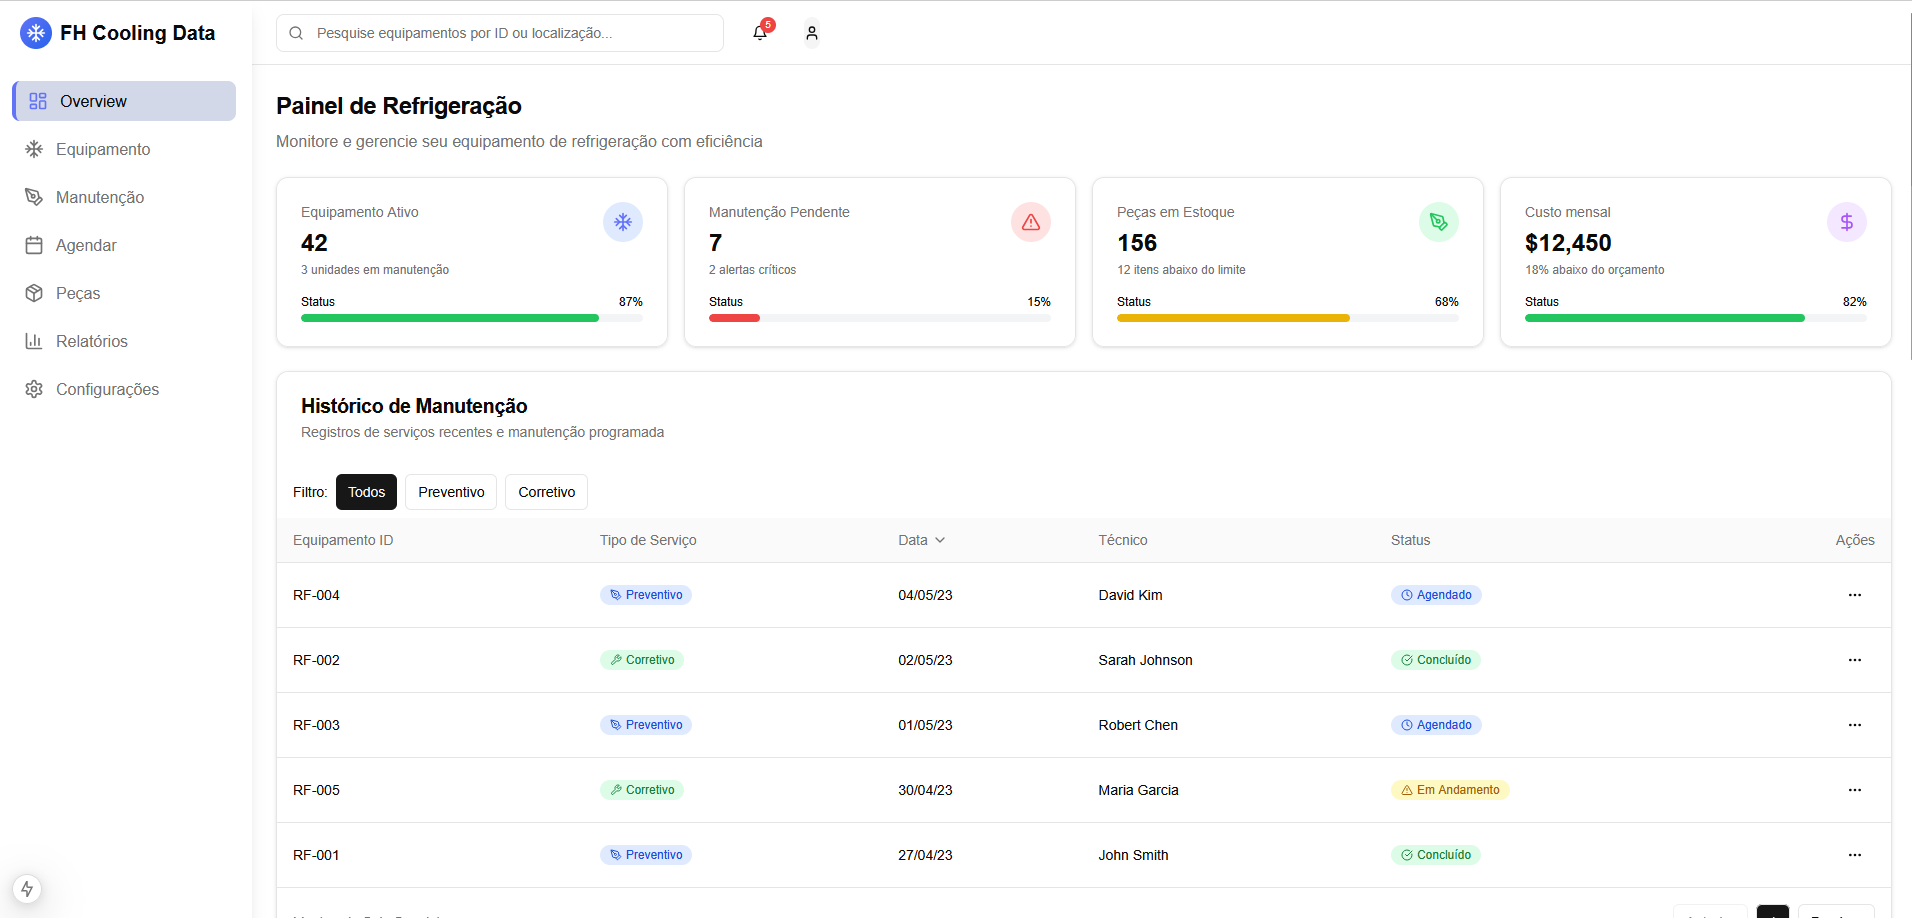 FH Cooling Data
Pesquise equipamentos por ID ou localização...
5
Overview
Equipamento
Manutenção
Agendar
Peças
Relatórios
Configurações
Painel de Refrigeração
Monitore e gerencie seu equipamento de refrigeração com eficiência
Equipamento Ativo
42
3 unidades em manutenção
Status 87%
Manutenção Pendente
7
2 alertas críticos
Status 15%
Peças em Estoque
156
12 itens abaixo do limite
Status 68%
Custo mensal
$12,450
18% abaixo do orçamento
Status 82%
Histórico de Manutenção
Registros de serviços recentes e manutenção programada
Filtro: Todos Preventivo Corretivo
Equipamento ID Tipo de Serviço Data Técnico Status Ações
RF-004 Preventivo 04/05/23 David Kim Agendado
RF-002 Corretivo 02/05/23 Sarah Johnson Concluído
RF-003 Preventivo 01/05/23 Robert Chen Agendado
RF-005 Corretivo 30/04/23 Maria Garcia Em Andamento
RF-001 Preventivo 27/04/23 John Smith Concluído